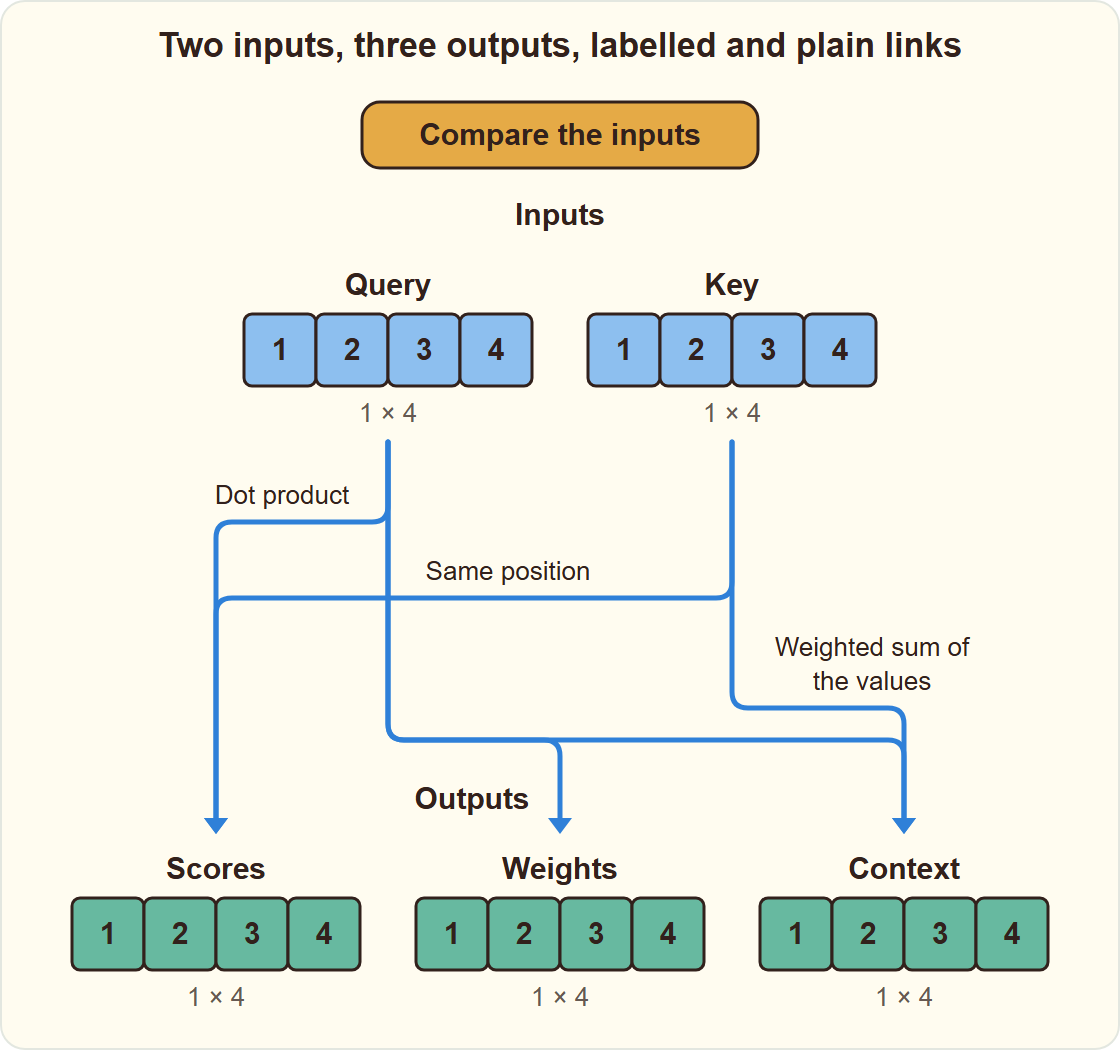 Two inputs, three outputs, labelled and plain links
Compare the inputs
Inputs
Query
Key
1 2 3 4
1 2 3 4
1 × 4
1 × 4
Dot product
Same position
Weighted sum of
the values
Outputs
Scores
Weights
Context
1 2 3 4
1 2 3 4
1 2 3 4
1 × 4
1 × 4
1 × 4